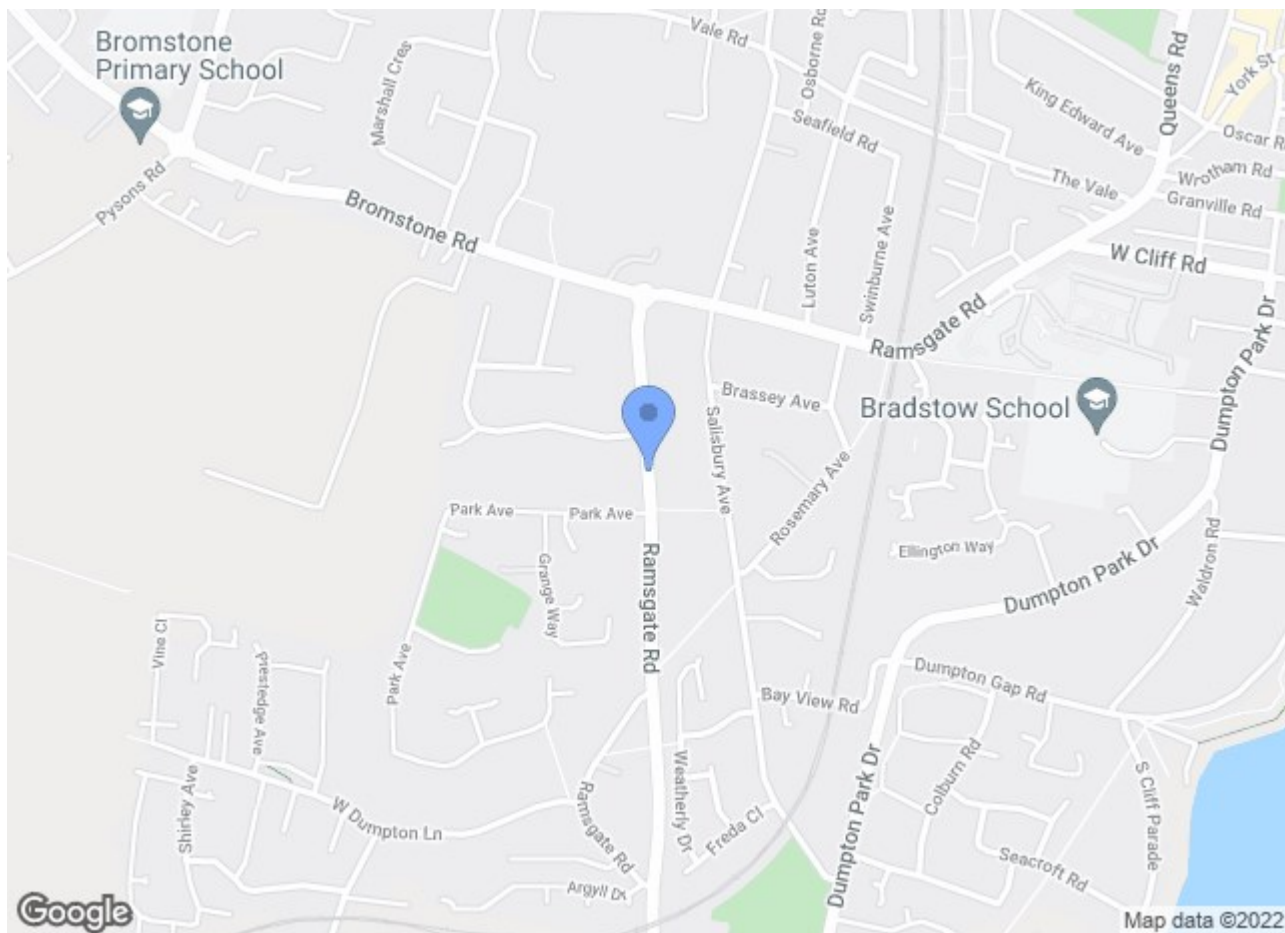 Bromstone
Primary School
Marshall Cres
Vale Rd
Osborne Rd
Queens Rd
York St
King Edward Ave
Seafield Rd
Oscar R
Wrotham Rd
The Vale
Granville Rd
Pysons Rd
Bromstone Rd
Luton Ave
Swinburne Ave
W Cliff Rd
Ramsgate Rd
Dumpton Park Dr
Brassey Ave
Bradstow School
Salisbury Ave
Rosemary Ave
Park Ave
Park Ave
Ellington Way
Grange Way
Ramsgate Rd
Dumpton Park Dr
Waldron Rd
Vine Cl
Prestedge Ave
Park Ave
Dumpton Gap Rd
Bay View Rd
Weatherly Dr
Dumpton Park Dr
Colburn Rd
S Cliff Parade
Shirley Ave
W Dumpton Ln
Ramsgate Rd
Freda Cl
Seacroft Rd
Argyll Dr
Google
Map data ©2022